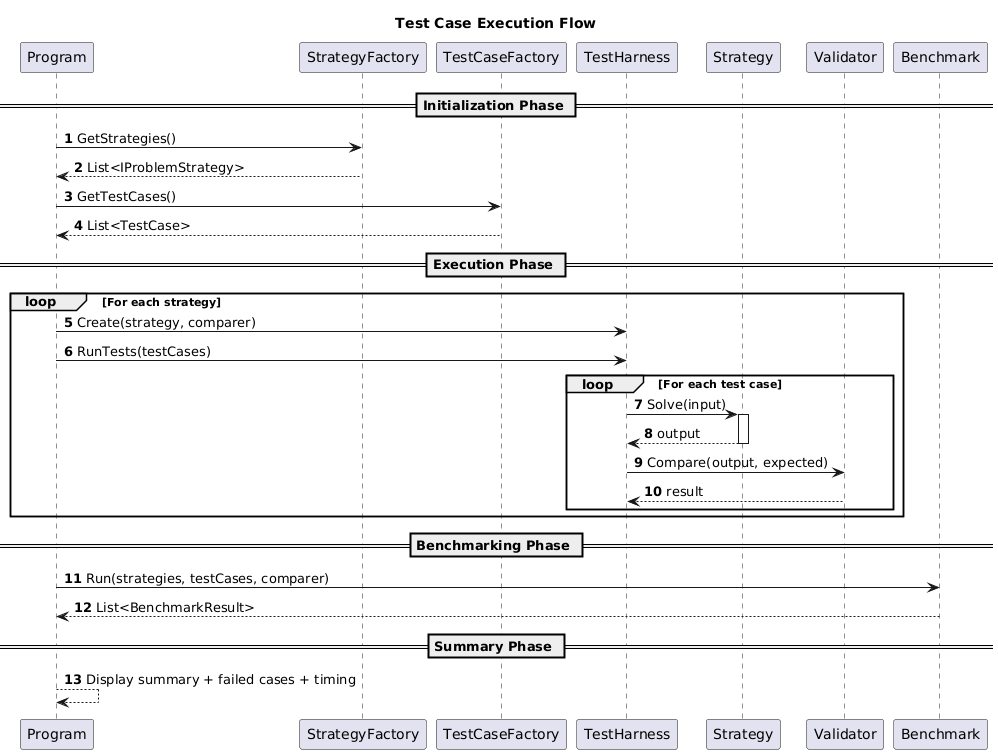 Test Case Execution Flow
Program StrategyFactory TestCaseFactory TestHarness Strategy Validator Benchmark
Initialization Phase
1 GetStrategies()
2 List<IProblemStrategy>
3 GetTestCases()
4 List<TestCase>
Execution Phase
loop [For each strategy]
5 Create(strategy, comparer)
6 RunTests(testCases)
loop [For each test case]
7 Solve(input)
8 output
9 Compare(output, expected)
10 result
Benchmarking Phase
11 Run(strategies, testCases, comparer)
12 List<BenchmarkResult>
Summary Phase
13 Display summary + failed cases + timing
Program StrategyFactory TestCaseFactory TestHarness Strategy Validator Benchmark